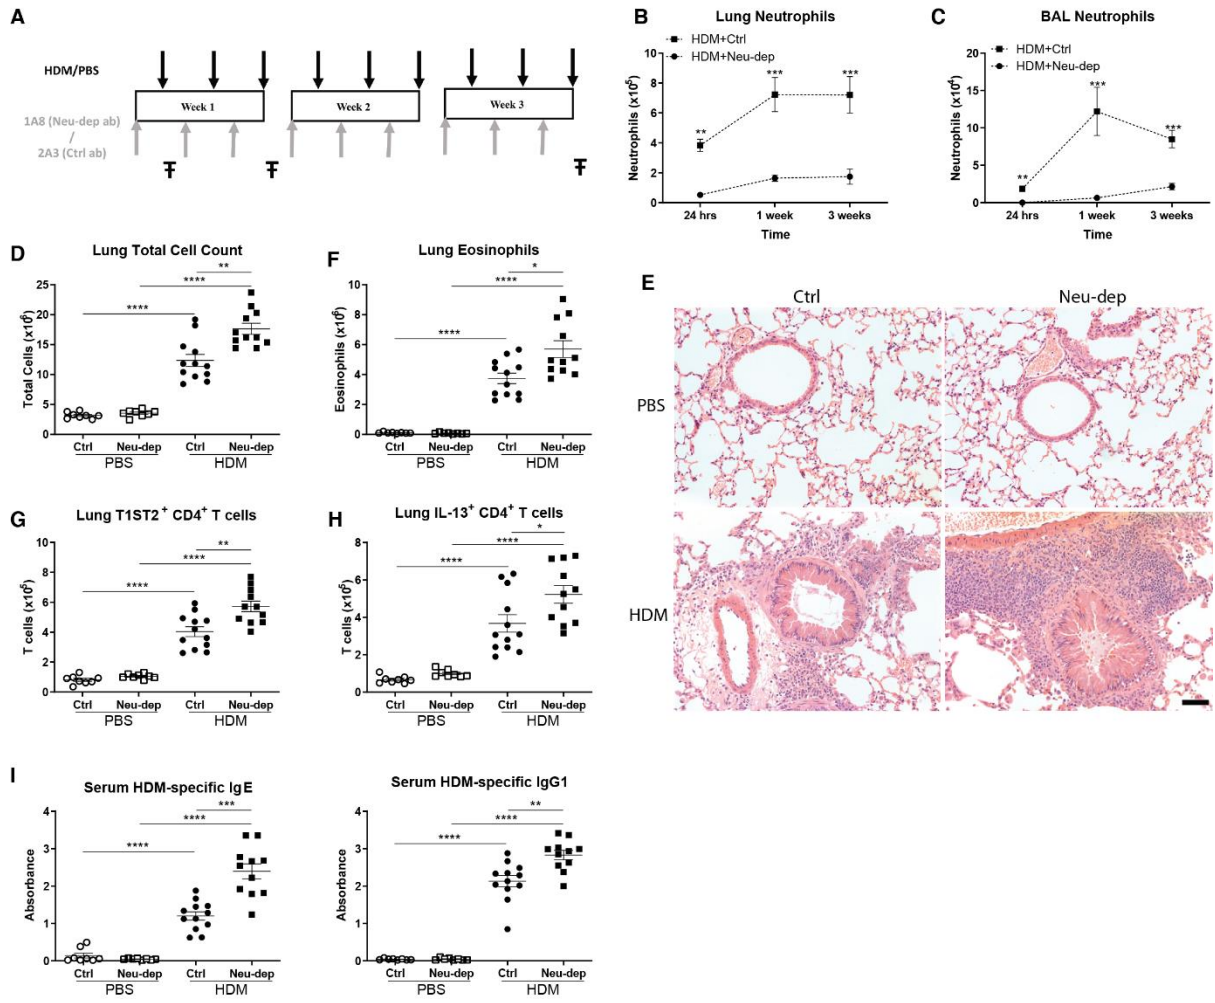 A
HDM/PBS
Week 1
Week 2
Week 3
1A8 (Neu-dep ab)
/
2A3 (Ctrl ab)
B
Lung Neutrophils
HDM+Ctrl
HDM+Neu-dep
Neutrophils (x10⁵)
10
8
6
4
2
0
**
***
***
24 hrs 1 week 3 weeks
Time
C
BAL Neutrophils
HDM+Ctrl
HDM+Neu-dep
Neutrophils (x10⁴)
20
15
10
5
0
**
***
***
24 hrs 1 week 3 weeks
Time
D
Lung Total Cell Count
**
****
****
Total Cells (x10⁶)
25
20
15
10
5
0
Ctrl Neu-dep Ctrl Neu-dep
PBS HDM
F
Lung Eosinophils
*
****
****
Eosinophils (x10⁶)
8
6
4
2
0
Ctrl Neu-dep Ctrl Neu-dep
PBS HDM
E
Ctrl Neu-dep
PBS
HDM
G
Lung T1ST2⁺ CD4⁺ T cells
**
****
****
T cells (x10⁵)
10
8
6
4
2
0
Ctrl Neu-dep Ctrl Neu-dep
PBS HDM
H
Lung IL-13⁺ CD4⁺ T cells
*
****
****
T cells (x10⁵)
8
6
4
2
0
Ctrl Neu-dep Ctrl Neu-dep
PBS HDM
I
Serum HDM-specific IgE
***
****
****
Absorbance
4
3
2
1
0
Ctrl Neu-dep Ctrl Neu-dep
PBS HDM
Serum HDM-specific IgG1
**
****
****
Absorbance
4
3
2
1
0
Ctrl Neu-dep Ctrl Neu-dep
PBS HDM